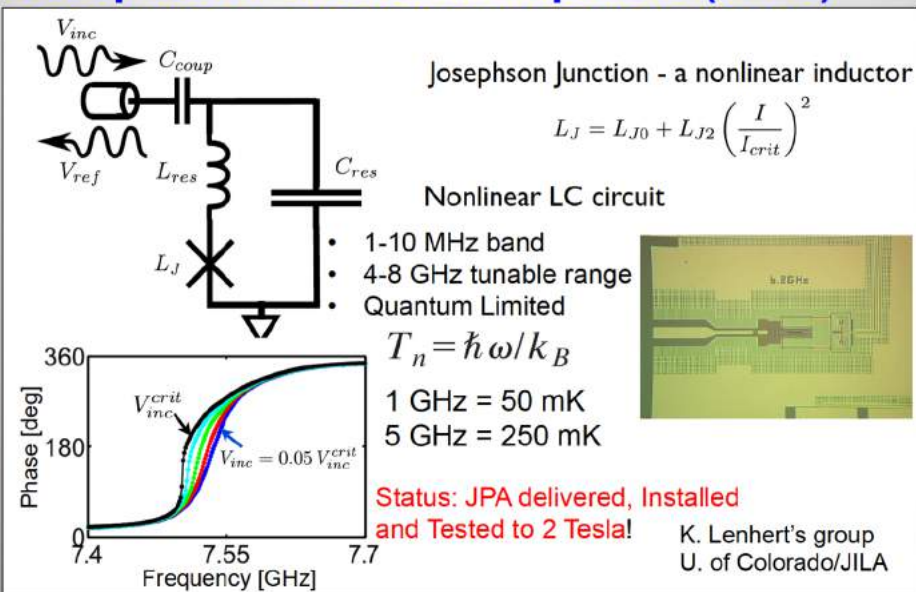 V_inc
C_coup
V_ref
L_res
C_res
L_J
Josephson Junction - a nonlinear inductor
L_J = L_J0 + L_J2 (I / I_crit)^2
Nonlinear LC circuit
• 1-10 MHz band
• 4-8 GHz tunable range
• Quantum Limited
6.8GHz
T_n = ℏ ω/k_B
1 GHz = 50 mK
5 GHz = 250 mK
360
180
0
Phase [deg]
V_inc^crit
V_inc = 0.05 V_inc^crit
7.4
7.55
7.7
Frequency [GHz]
Status: JPA delivered, Installed
and Tested to 2 Tesla!
K. Lenhert's group
U. of Colorado/JILA